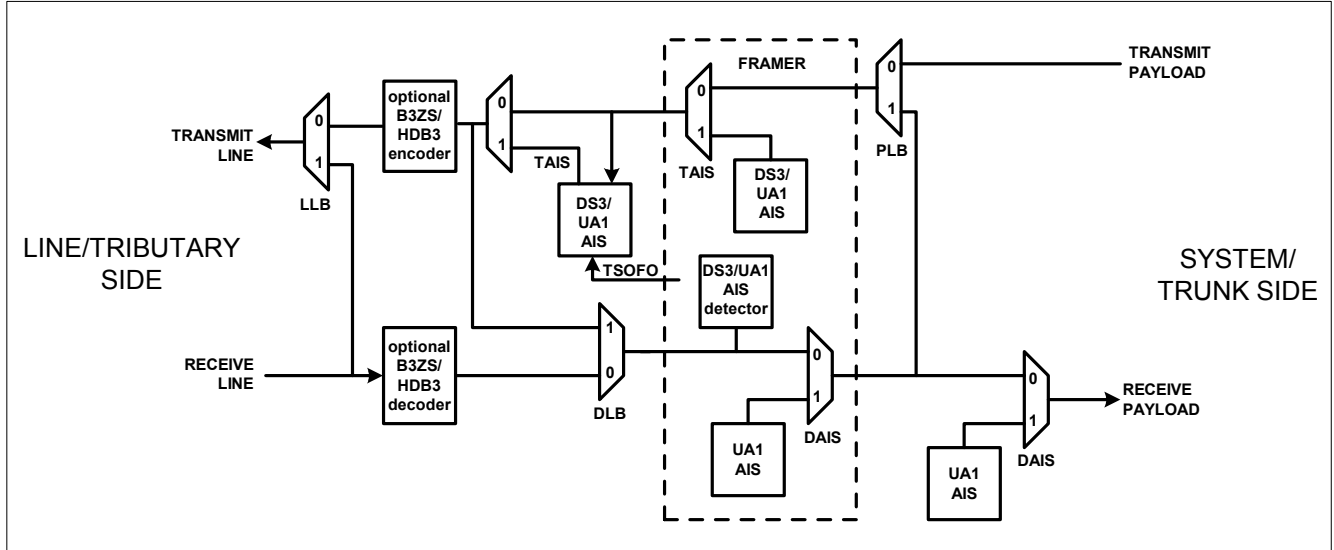 TRANSMIT
PAYLOAD
FRAMER
0
1
PLB
0
1
TAIS
DS3/
UA1
AIS
0
1
TAIS
DS3/
UA1
AIS
TSOFO
optional
B3ZS/
HDB3
encoder
0
1
LLB
TRANSMIT
LINE
LINE/TRIBUTARY
SIDE
SYSTEM/
TRUNK SIDE
DS3/UA1
AIS
detector
RECEIVE
LINE
optional
B3ZS/
HDB3
decoder
1
0
DLB
0
1
DAIS
UA1
AIS
0
1
DAIS
UA1
AIS
RECEIVE
PAYLOAD